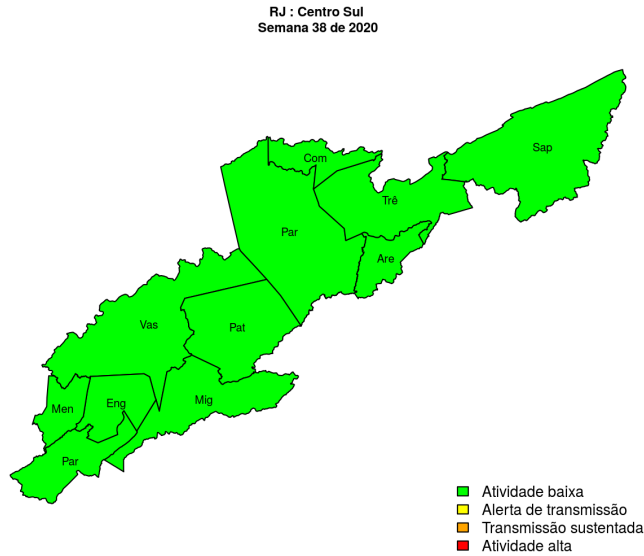 RJ : Centro Sul
Semana 38 de 2020
Sap
Com
Trê
Par
Are
Vas
Pat
Mig
Men
Eng
Par
Atividade baixa
Alerta de transmissão
Transmissão sustentada
Atividade alta